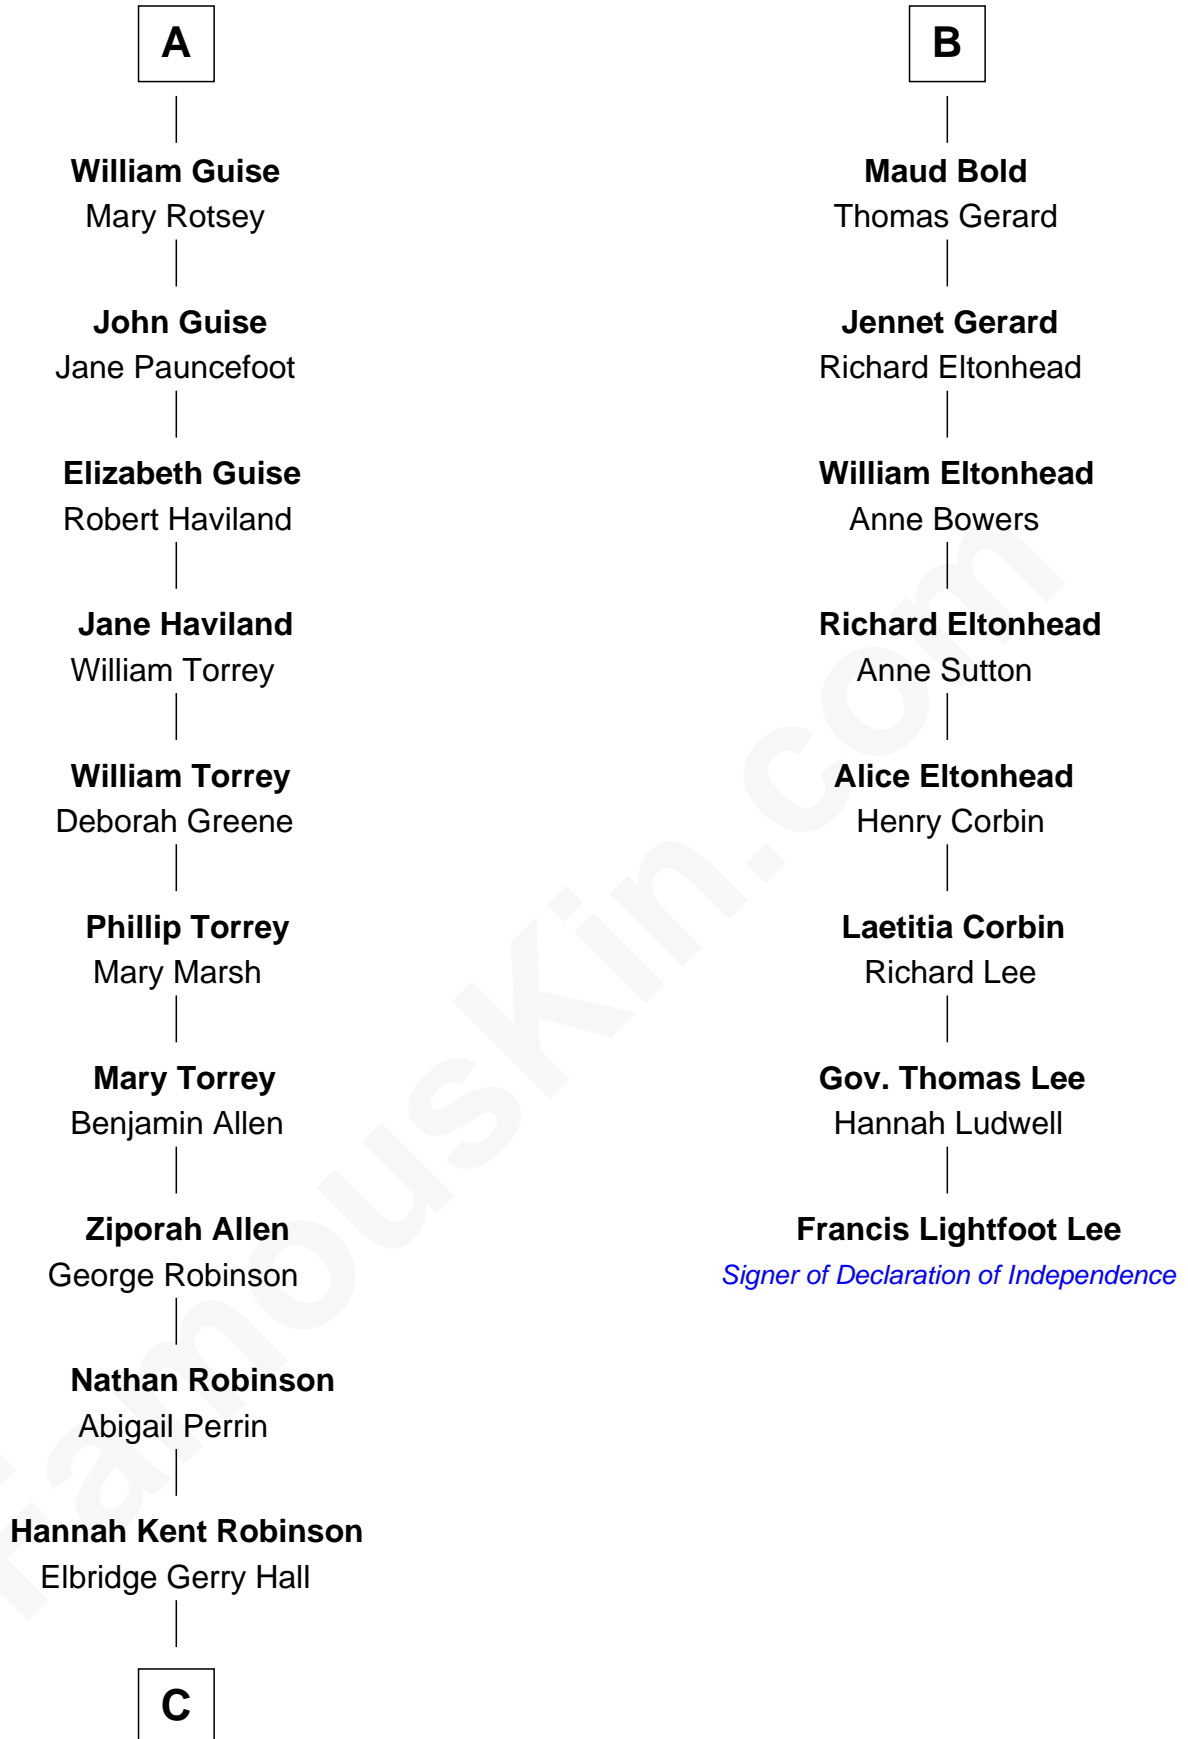 A
William Guise
Mary Rotsey
John Guise
Jane Pauncefoot
Elizabeth Guise
Robert Haviland
Jane Haviland
William Torrey
William Torrey
Deborah Greene
Phillip Torrey
Mary Marsh
Mary Torrey
Benjamin Allen
Ziporah Allen
George Robinson
Nathan Robinson
Abigail Perrin
Hannah Kent Robinson
Elbridge Gerry Hall
C
B
Maud Bold
Thomas Gerard
Jennet Gerard
Richard Eltonhead
William Eltonhead
Anne Bowers
Richard Eltonhead
Anne Sutton
Alice Eltonhead
Henry Corbin
Laetitia Corbin
Richard Lee
Gov. Thomas Lee
Hannah Ludwell
Francis Lightfoot Lee
Signer of Declaration of Independence
FamousKin.com